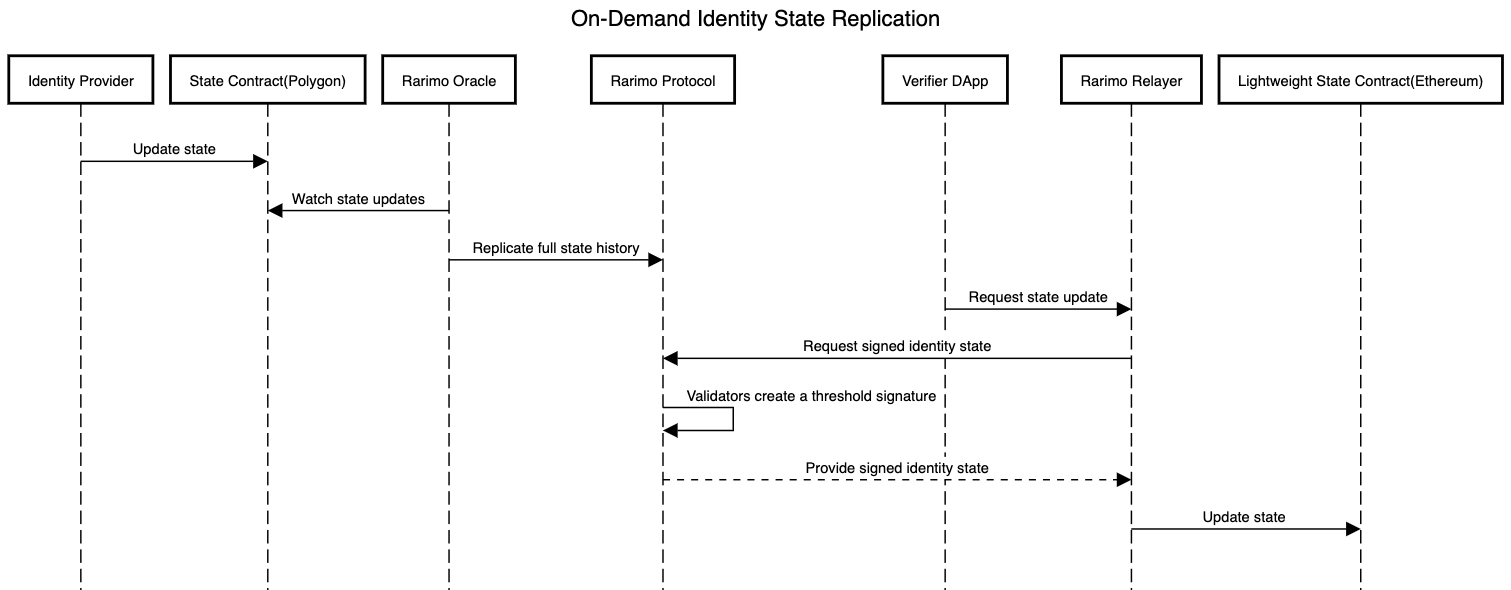 On-Demand Identity State Replication
Identity Provider
State Contract(Polygon)
Rarimo Oracle
Rarimo Protocol
Verifier DApp
Rarimo Relayer
Lightweight State Contract(Ethereum)
Update state
Watch state updates
Replicate full state history
Request state update
Request signed identity state
Validators create a threshold signature
Provide signed identity state
Update state